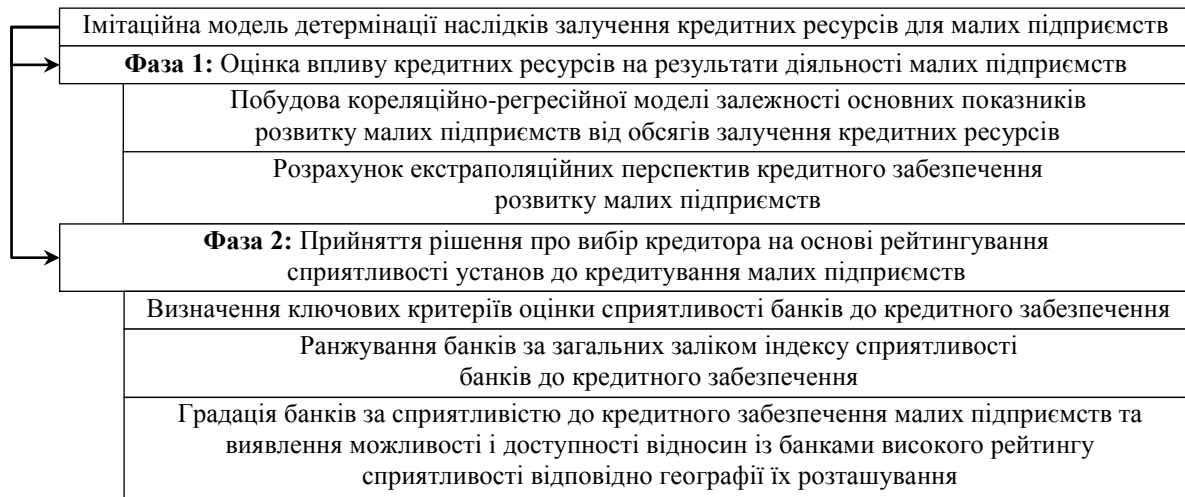 Імітаційна модель детермінації наслідків залучення кредитних ресурсів для малих підприємств
Фаза 1: Оцінка впливу кредитних ресурсів на результати діяльності малих підприємств
Побудова кореляційно-регресійної моделі залежності основних показників
розвитку малих підприємств від обсягів залучення кредитних ресурсів
Розрахунок екстраполяційних перспектив кредитного забезпечення
розвитку малих підприємств
Фаза 2: Прийняття рішення про вибір кредитора на основі рейтингування
сприятливості установ до кредитування малих підприємств
Визначення ключових критеріїв оцінки сприятливості банків до кредитного забезпечення
Ранжування банків за загальних заліком індексу сприятливості
банків до кредитного забезпечення
Градація банків за сприятливістю до кредитного забезпечення малих підприємств та
виявлення можливості і доступності відносин із банками високого рейтингу
сприятливості відповідно географії їх розташування